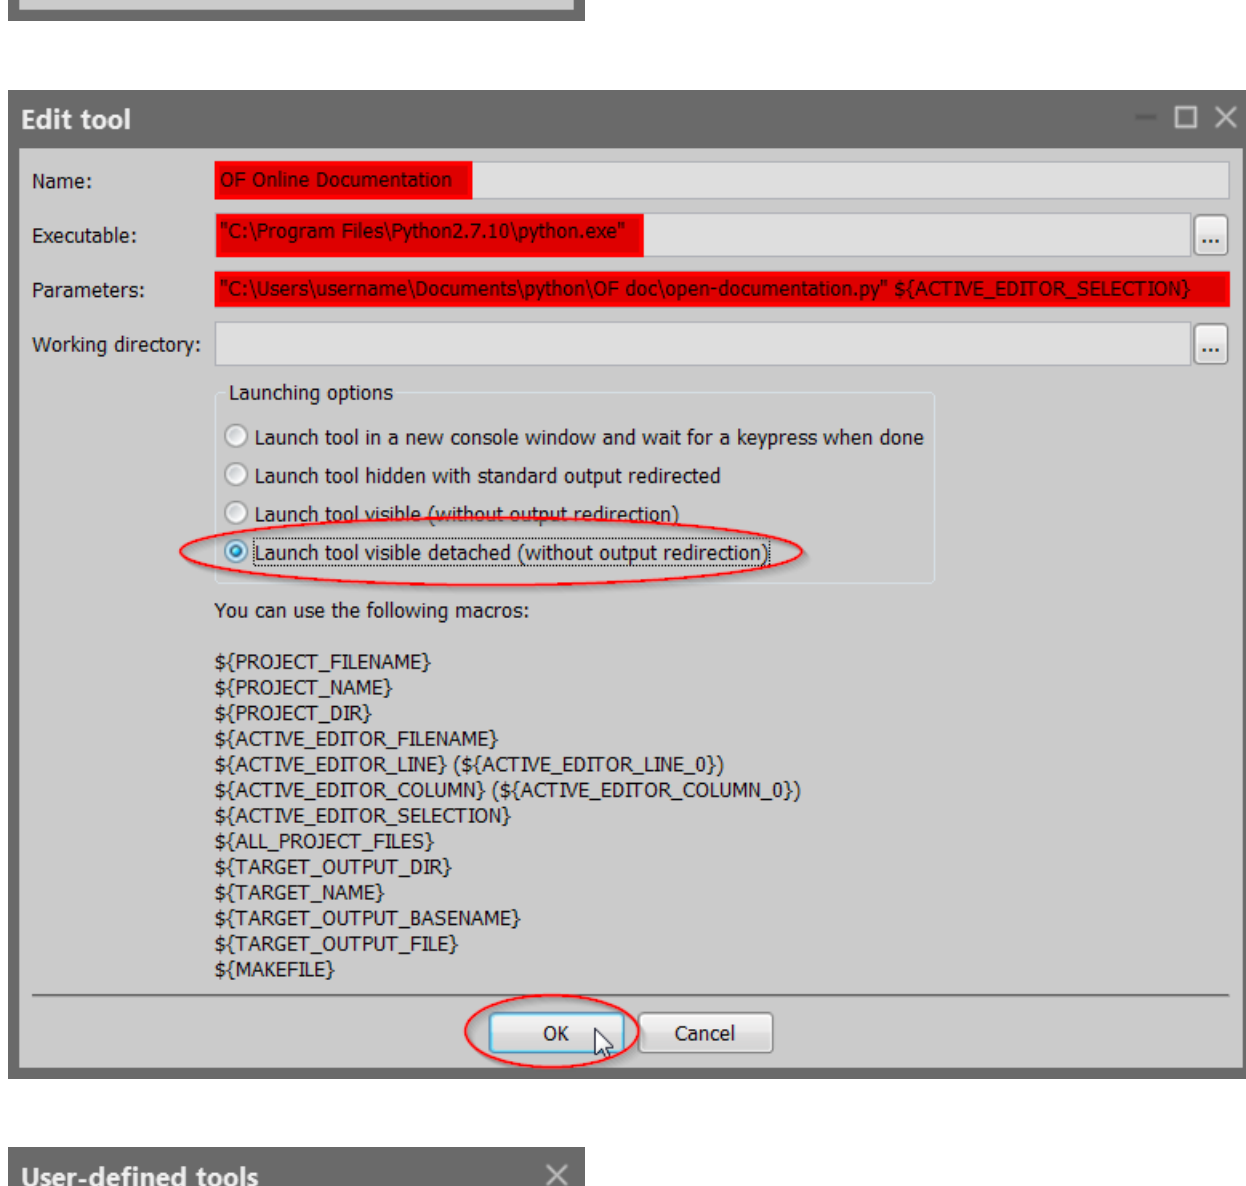 Edit tool
Name: OF Online Documentation
Executable: "C:\Program Files\Python2.7.10\python.exe" ...
Parameters: "C:\Users\username\Documents\python\OF doc\open-documentation.py" ${ACTIVE_EDITOR_SELECTION}
Working directory: ...
Launching options
Launch tool in a new console window and wait for a keypress when done
Launch tool hidden with standard output redirected
Launch tool visible (without output redirection)
Launch tool visible detached (without output redirection)
You can use the following macros:
${PROJECT_FILENAME}
${PROJECT_NAME}
${PROJECT_DIR}
${ACTIVE_EDITOR_FILENAME}
${ACTIVE_EDITOR_LINE} (${ACTIVE_EDITOR_LINE_0})
${ACTIVE_EDITOR_COLUMN} (${ACTIVE_EDITOR_COLUMN_0})
${ACTIVE_EDITOR_SELECTION}
${ALL_PROJECT_FILES}
${TARGET_OUTPUT_DIR}
${TARGET_NAME}
${TARGET_OUTPUT_BASENAME}
${TARGET_OUTPUT_FILE}
${MAKEFILE}
OK Cancel
User-defined tools